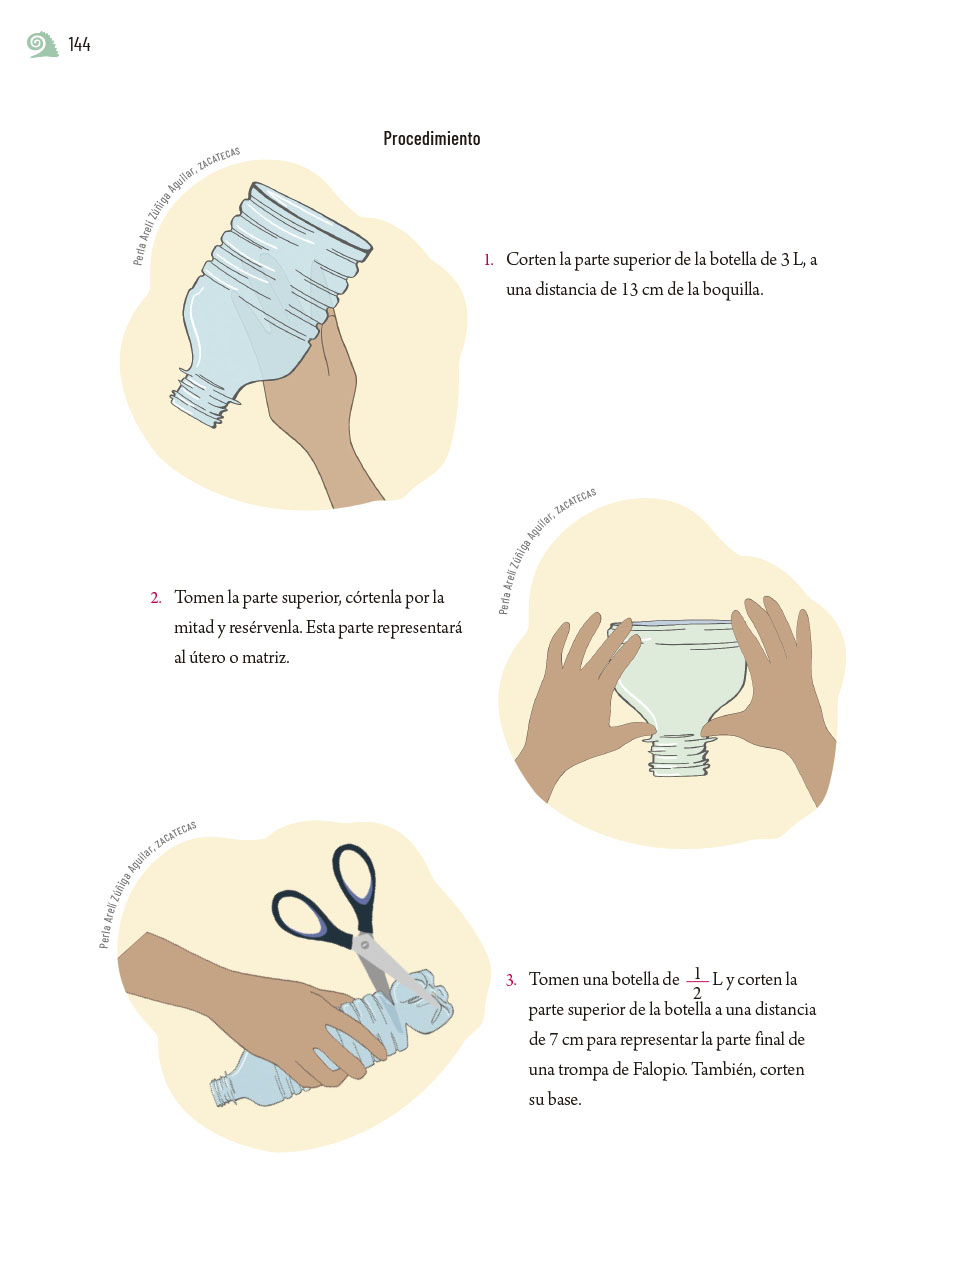 144
Procedimiento
Perla Areli Zúñiga Aguilar, ZACATECAS
1. Corten la parte superior de la botella de 3 L, a
una distancia de 13 cm de la boquilla.
Perla Areli Zúñiga Aguilar, ZACATECAS
2. Tomen la parte superior, córtenla por la
mitad y resérvenla. Esta parte representará
al útero o matriz.
Perla Areli Zúñiga Aguilar, ZACATECAS
3. Tomen una botella de 1/2 L y corten la
parte superior de la botella a una distancia
de 7 cm para representar la parte final de
una trompa de Falopio. También, corten
su base.